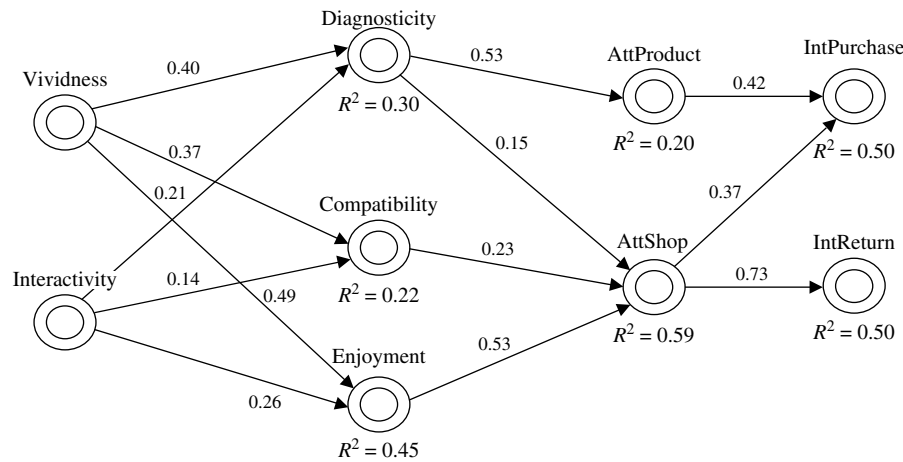 Diagnosticity
0.40
0.53
AttProduct
IntPurchase
Vividness
0.42
R² = 0.30
R² = 0.20
R² = 0.50
0.37
0.15
0.21
0.37
Compatibility
AttShop
IntReturn
Interactivity
0.14
0.23
0.73
0.49
R² = 0.22
R² = 0.59
R² = 0.50
Enjoyment
0.53
0.26
R² = 0.45